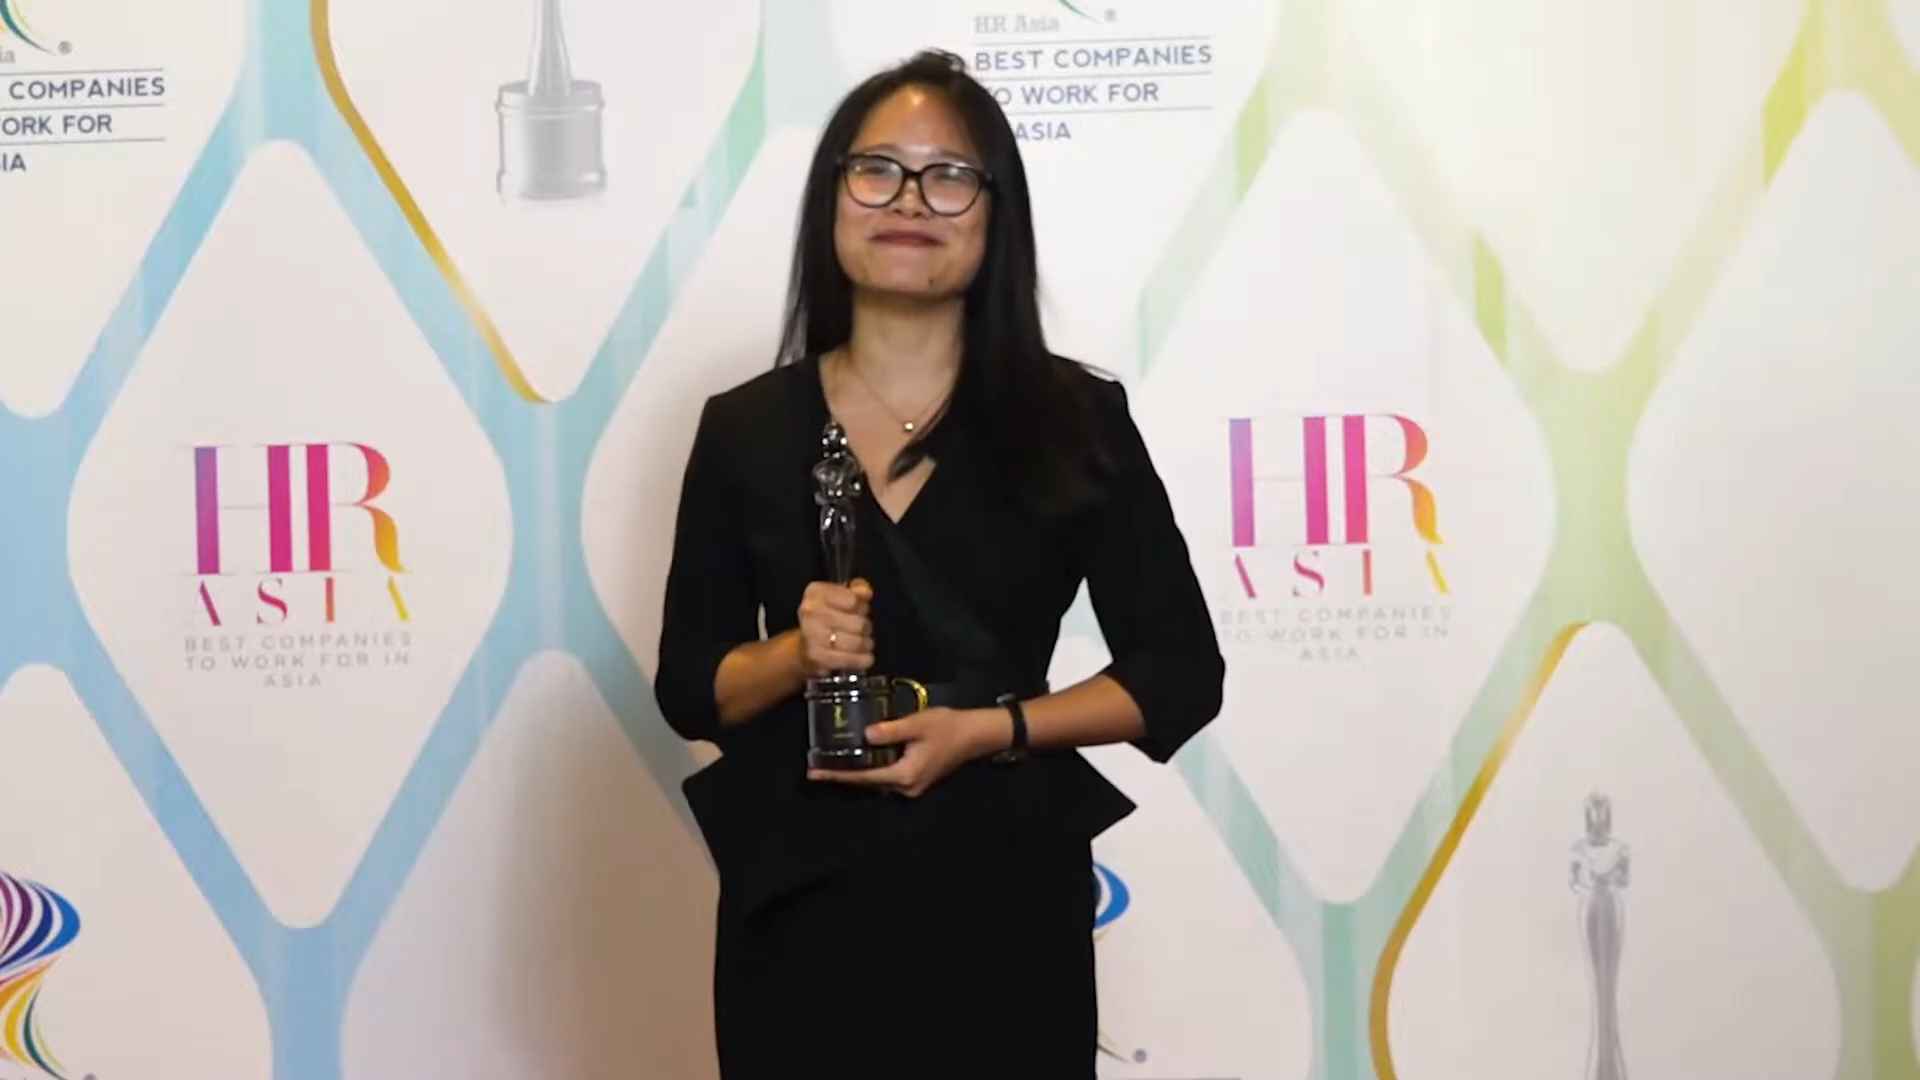 HR Asia
BEST COMPANIES
TO WORK FOR
ASIA
COMPANIES
WORK FOR
ASIA
HR
ASIA
BEST COMPANIES
TO WORK FOR IN
ASIA
HR
ASIA
BEST COMPANIES
TO WORK FOR IN
ASIA